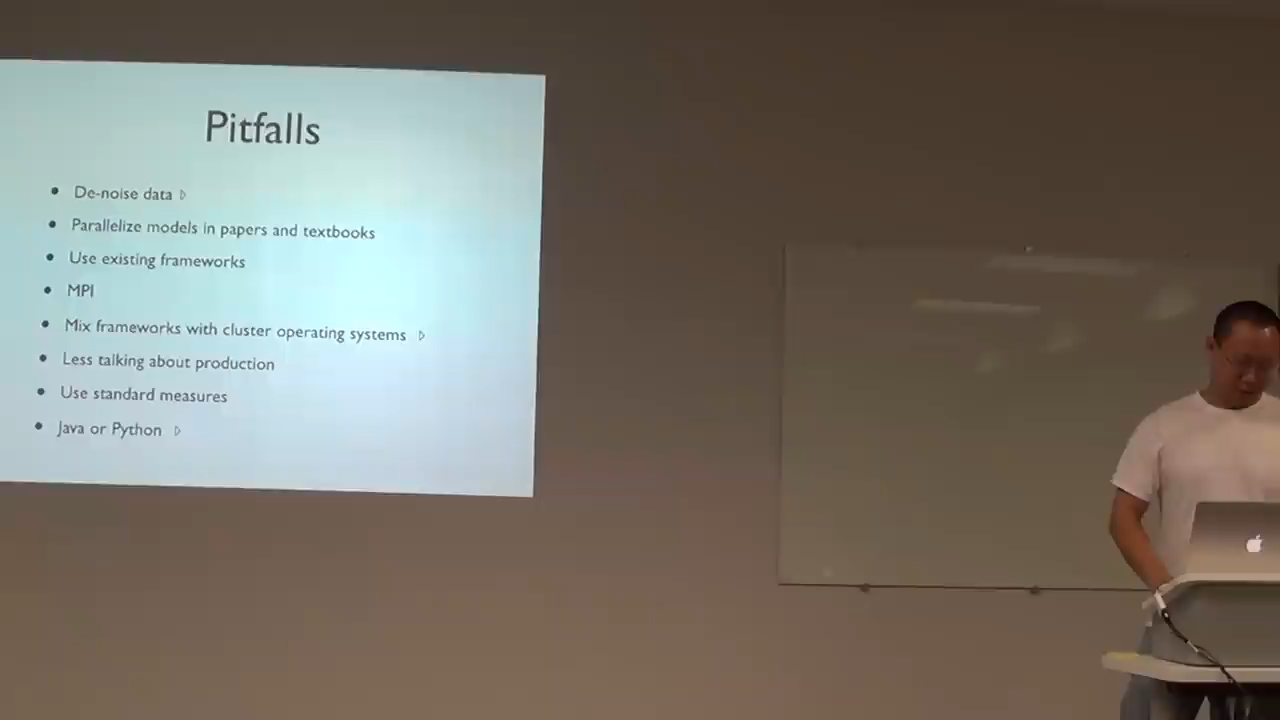 Pitfalls
• De-noise data ▷
• Parallelize models in papers and textbooks
• Use existing frameworks
• MPI
• Mix frameworks with cluster operating systems ▷
• Less talking about production
• Use standard measures
• Java or Python ▷